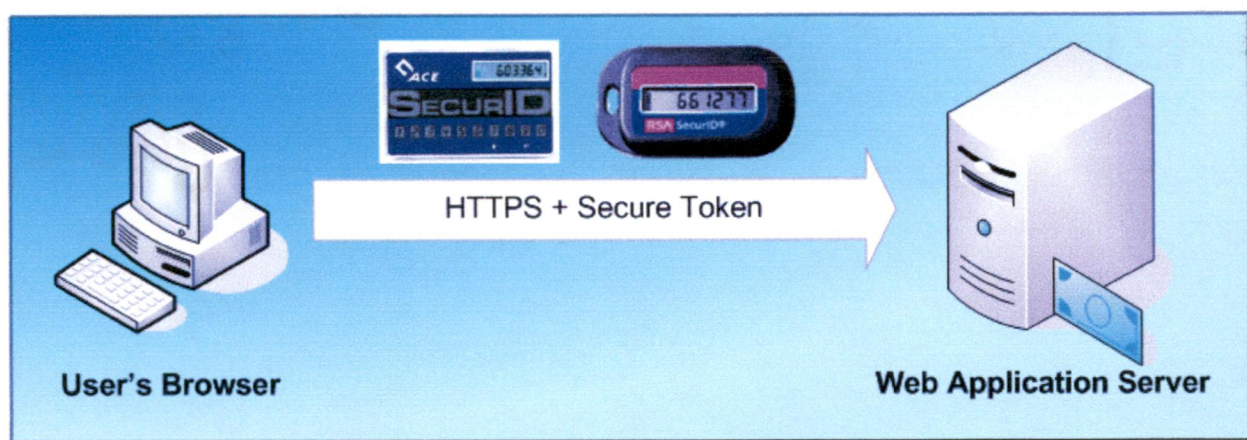 ACE
603364
SECURID
661277
RSA SecurID®
HTTPS + Secure Token
User's Browser
Web Application Server